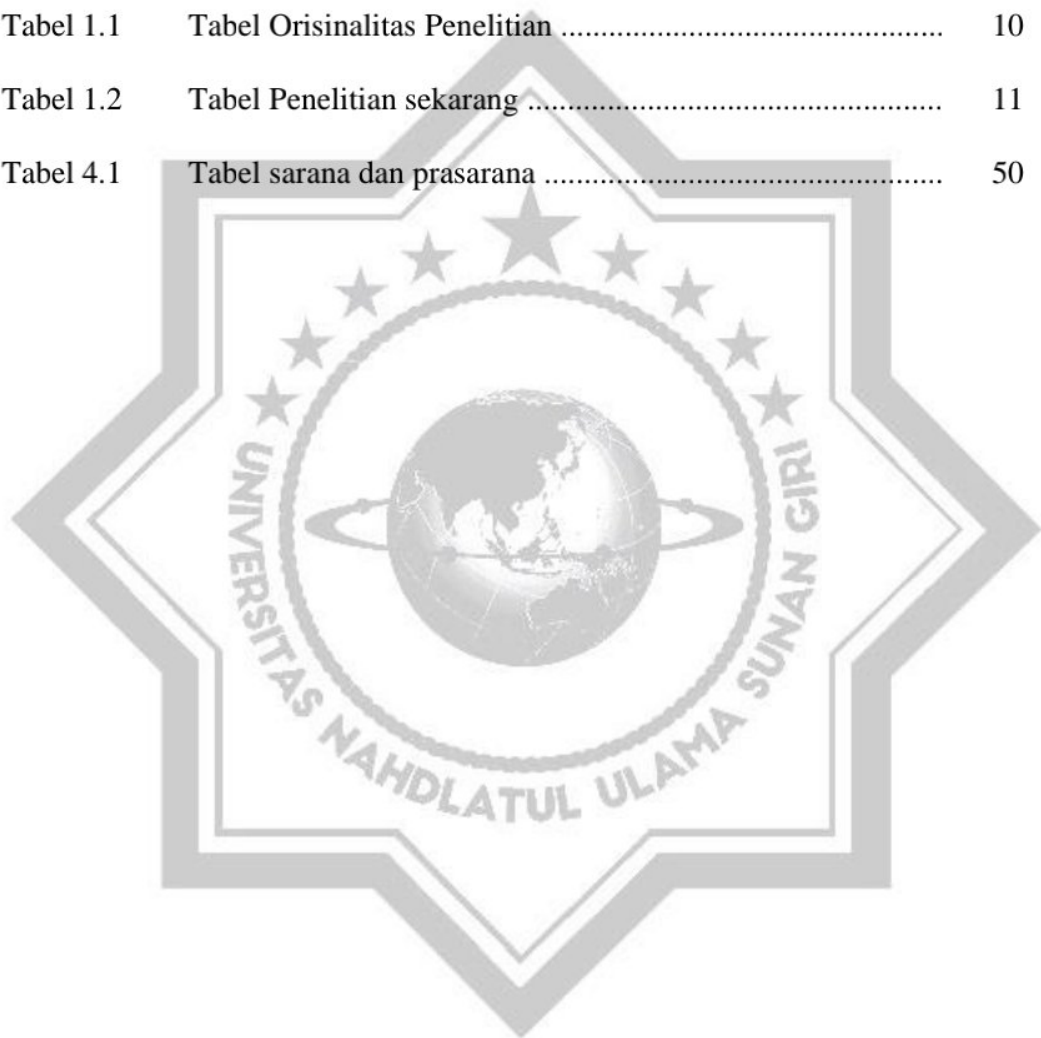 Tabel 1.1 Tabel Orisinalitas Penelitian ............................................... 10
Tabel 1.2 Tabel Penelitian sekarang ................................................... 11
Tabel 4.1 Tabel sarana dan prasarana ................................................. 50
UNIVERSITAS NAHDLATUL ULAMA SUNAN GIRI